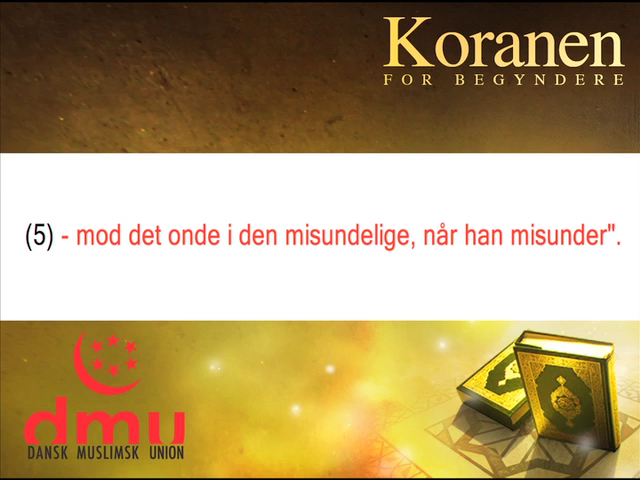 Koranen
FOR BEGYNDERE
(5) - mod det onde i den misundelige, når han misunder".
dmu
DANSK MUSLIMSK UNION